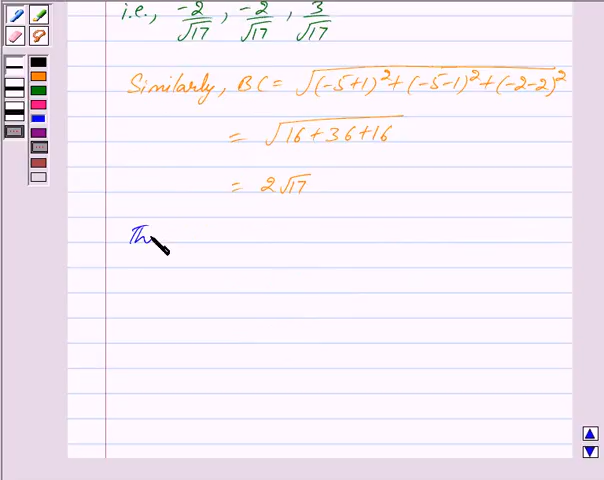 i.e., -2/√17, -2/√17, 3/√17
Similarly, BC = √(-5+1)²+(-5-1)²+(-2-2)²
= √16+36+16
= 2√17
Th